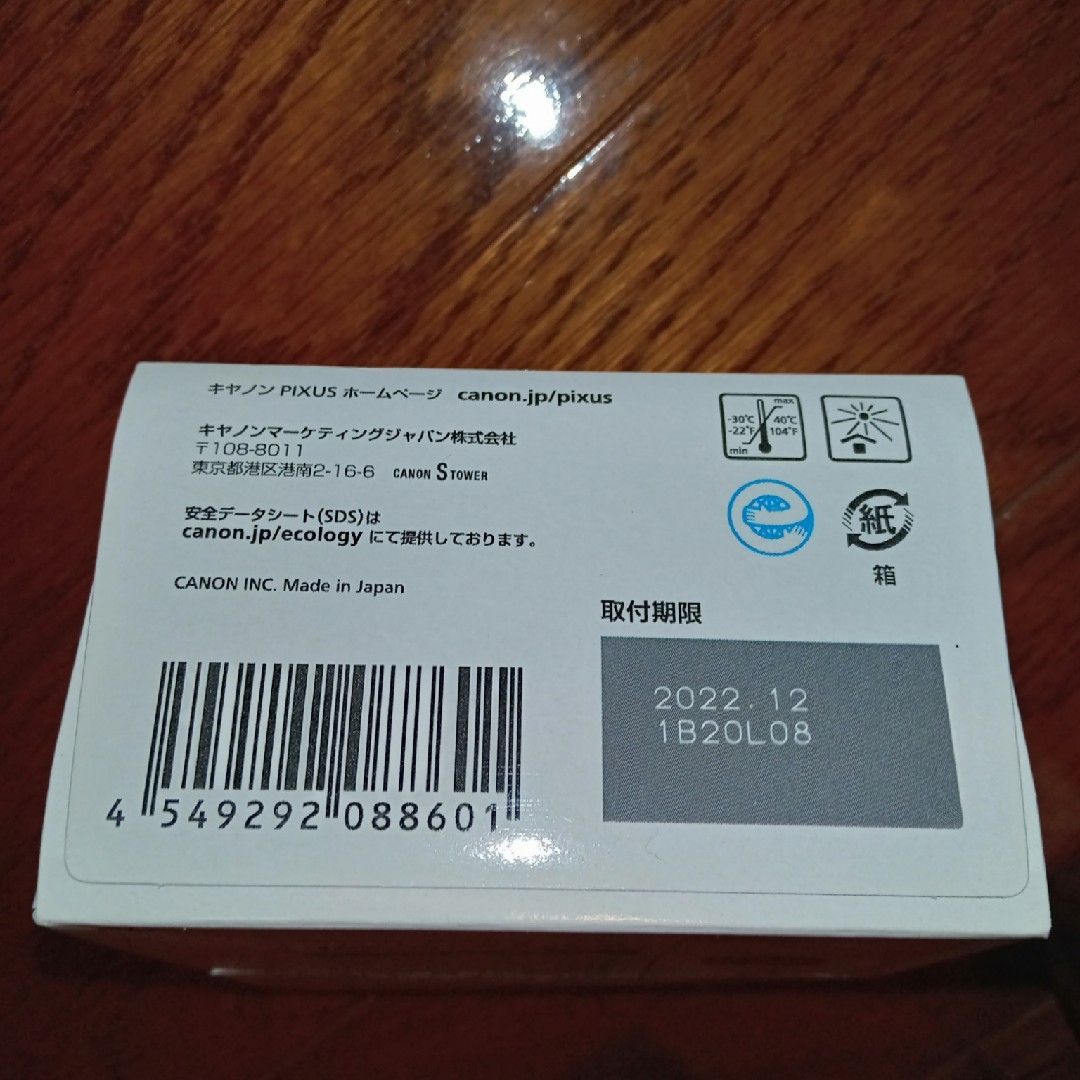 キヤノン PIXUS ホームページ canon.jp/pixus
キヤノンマーケティングジャパン株式会社
〒108-8011
東京都港区港南2-16-6 CANON S TOWER
安全データシート(SDS)は
canon.jp/ecology にて提供しております。
CANON INC. Made in Japan
max
-30℃ 40℃
-22°F 104°F
min
紙
箱
取付期限
2022.12
1B20L08
4 549292 088601